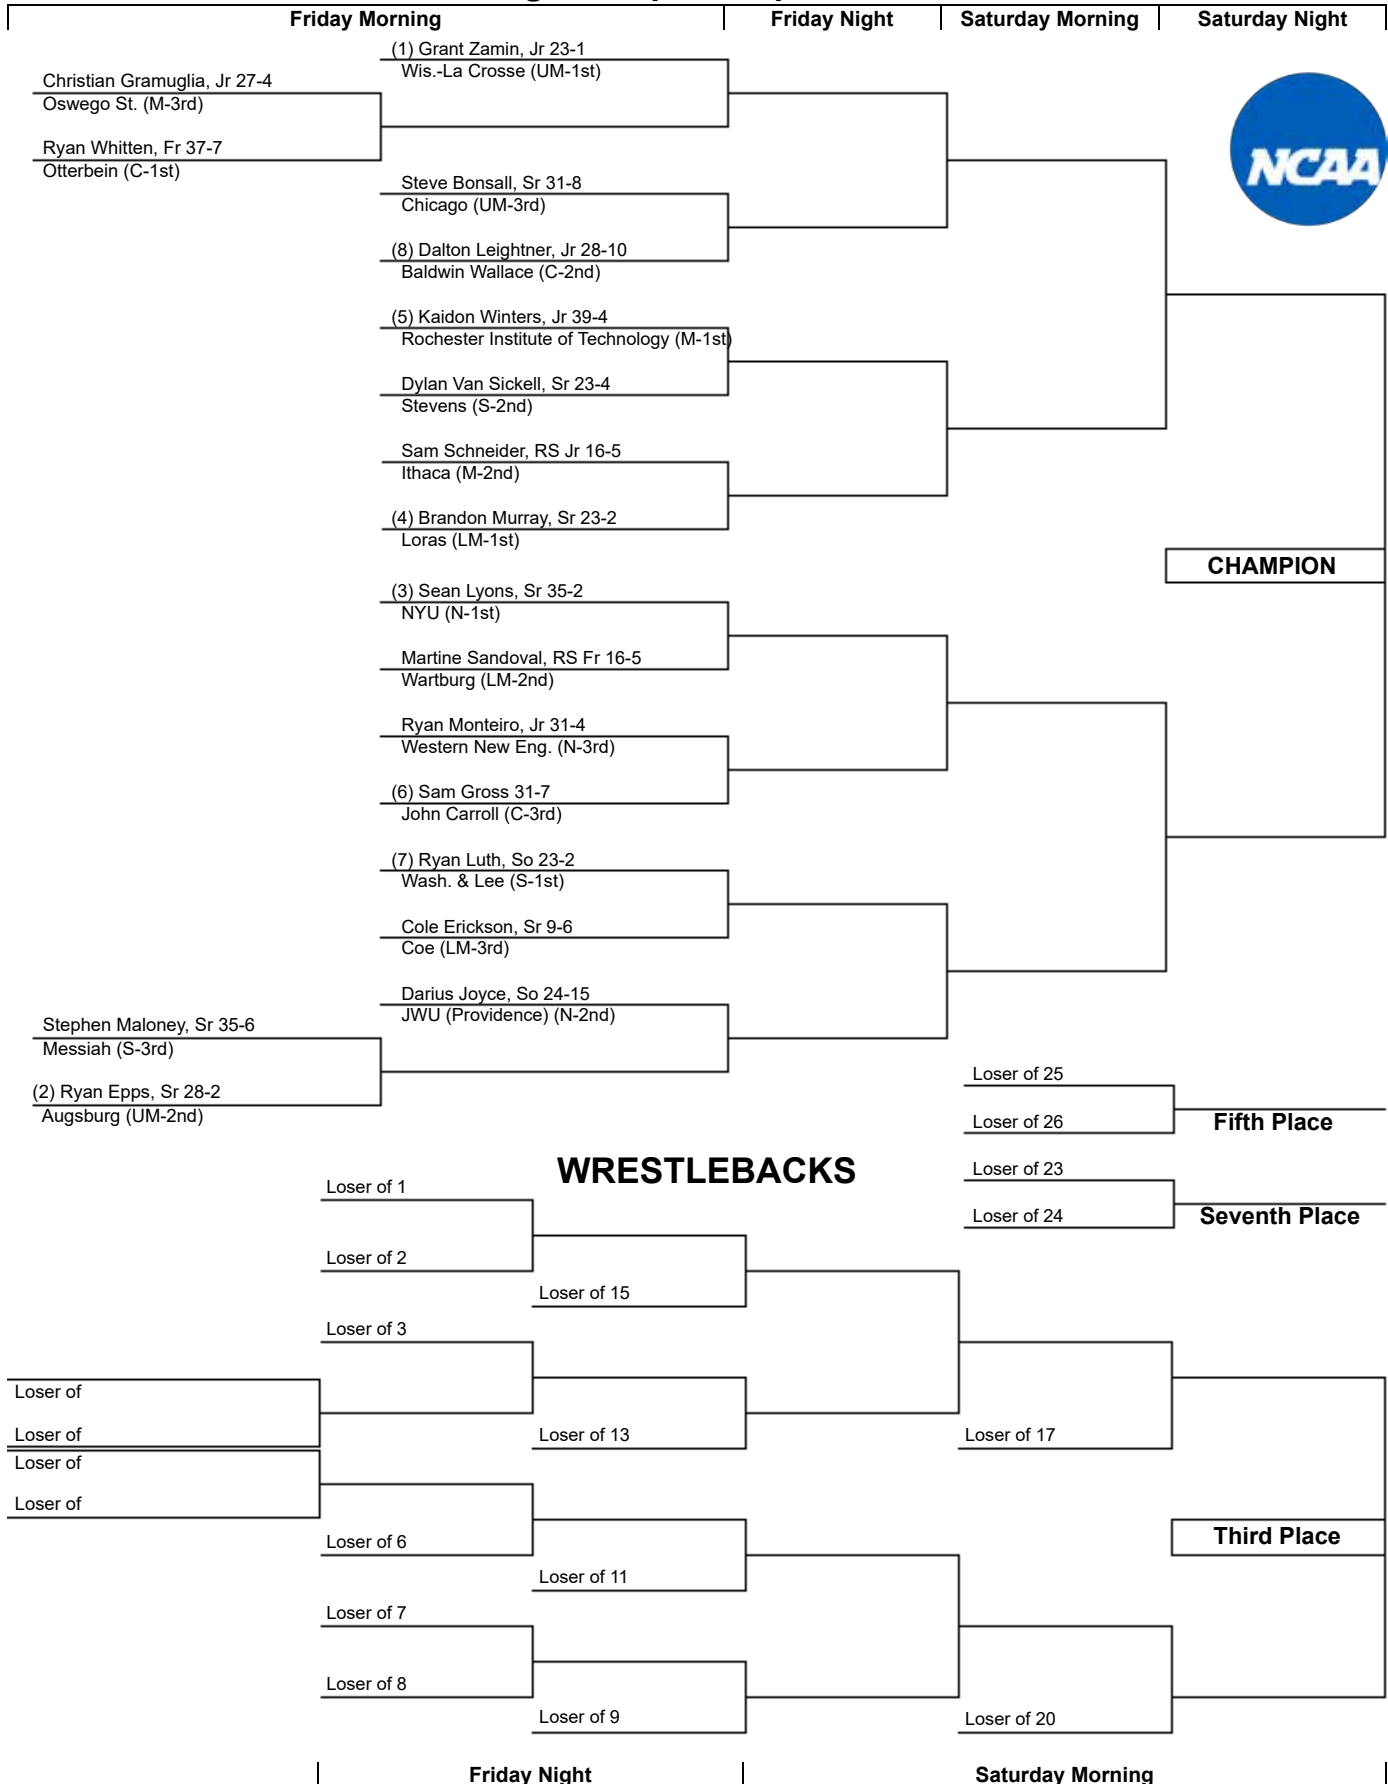 Friday Morning
Friday Night
Saturday Morning
Saturday Night
(1) Grant Zamin, Jr 23-1
Wis.-La Crosse (UM-1st)
Christian Gramuglia, Jr 27-4
Oswego St. (M-3rd)
Ryan Whitten, Fr 37-7
Otterbein (C-1st)
NCAA
Steve Bonsall, Sr 31-8
Chicago (UM-3rd)
(8) Dalton Leightner, Jr 28-10
Baldwin Wallace (C-2nd)
(5) Kaidon Winters, Jr 39-4
Rochester Institute of Technology (M-1st)
Dylan Van Sickell, Sr 23-4
Stevens (S-2nd)
Sam Schneider, RS Jr 16-5
Ithaca (M-2nd)
(4) Brandon Murray, Sr 23-2
Loras (LM-1st)
CHAMPION
(3) Sean Lyons, Sr 35-2
NYU (N-1st)
Martine Sandoval, RS Fr 16-5
Wartburg (LM-2nd)
Ryan Monteiro, Jr 31-4
Western New Eng. (N-3rd)
(6) Sam Gross 31-7
John Carroll (C-3rd)
(7) Ryan Luth, So 23-2
Wash. & Lee (S-1st)
Cole Erickson, Sr 9-6
Coe (LM-3rd)
Darius Joyce, So 24-15
JWU (Providence) (N-2nd)
Stephen Maloney, Sr 35-6
Messiah (S-3rd)
(2) Ryan Epps, Sr 28-2
Augsburg (UM-2nd)
Loser of 25
Loser of 26
Fifth Place
WRESTLEBACKS
Loser of 23
Loser of 24
Seventh Place
Loser of 1
Loser of 2
Loser of 15
Loser of 3
Loser of
Loser of
Loser of 13
Loser of 17
Loser of
Loser of
Loser of 6
Loser of 11
Third Place
Loser of 7
Loser of 8
Loser of 9
Loser of 20
Friday Night
Saturday Morning